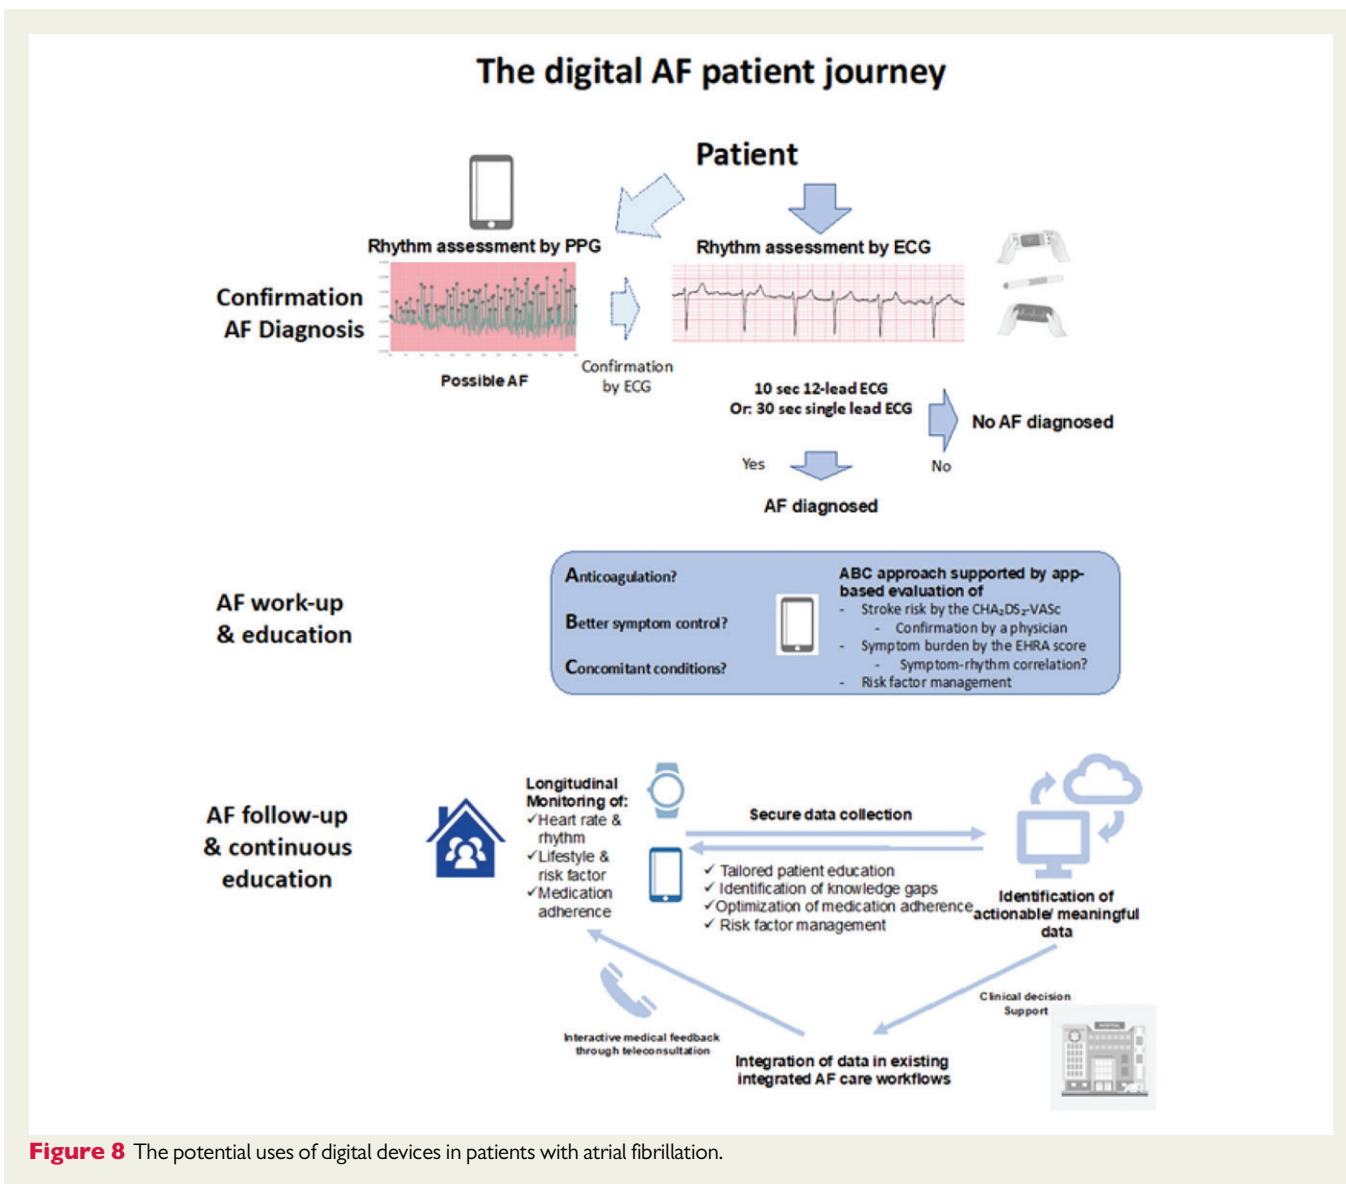 The digital AF patient journey
Patient
Rhythm assessment by PPG
Rhythm assessment by ECG
Confirmation
AF Diagnosis
Possible AF
Confirmation
by ECG
10 sec 12-lead ECG
Or: 30 sec single lead ECG
No AF diagnosed
Yes
No
AF diagnosed
AF work-up
& education
Anticoagulation?
Better symptom control?
Concomitant conditions?
ABC approach supported by app-
based evaluation of
- Stroke risk by the CHA₂DS₂-VASc
- Confirmation by a physician
- Symptom burden by the EHRA score
- Symptom-rhythm correlation?
- Risk factor management
AF follow-up
& continuous
education
Longitudinal
Monitoring of:
✓Heart rate &
rhythm
✓Lifestyle &
risk factor
✓Medication
adherence
Secure data collection
✓ Tailored patient education
✓ Identification of knowledge gaps
✓Optimization of medication adherence
✓ Risk factor management
Identification of
actionable/ meaningful
data
Clinical decision
Support
HOSPITAL
Interactive medical feedback
through teleconsultation
Integration of data in existing
integrated AF care workflows
Figure 8 The potential uses of digital devices in patients with atrial fibrillation.